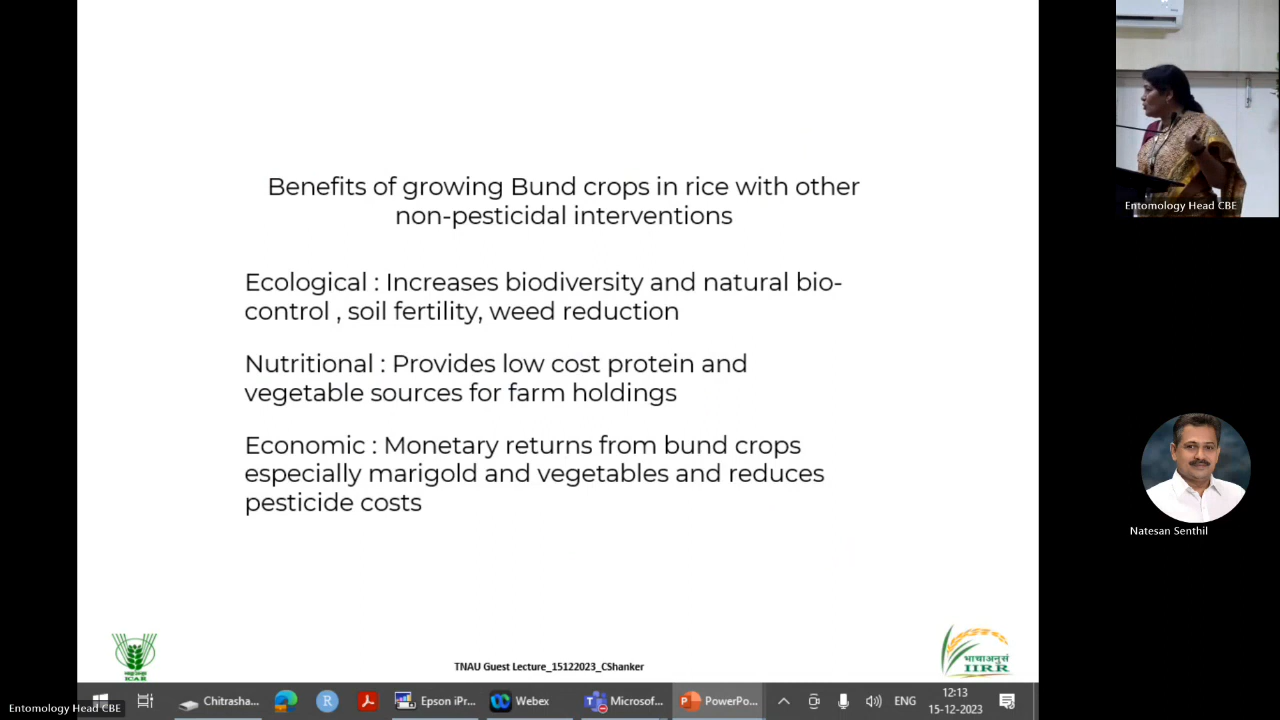 Benefits of growing Bund crops in rice with other
non-pesticidal interventions
Ecological : Increases biodiversity and natural bio-
control , soil fertility, weed reduction
Nutritional : Provides low cost protein and
vegetable sources for farm holdings
Economic : Monetary returns from bund crops
especially marigold and vegetables and reduces
pesticide costs
ICAR
TNAU Guest Lecture_15122023_CShanker
IIRR
Entomology Head CBE
Natesan Senthil
Entomology Head CBE
Chitrasha...
R
Epson iPr...
Webex
Microsof...
PowerPo...
ENG
12:13
15-12-2023